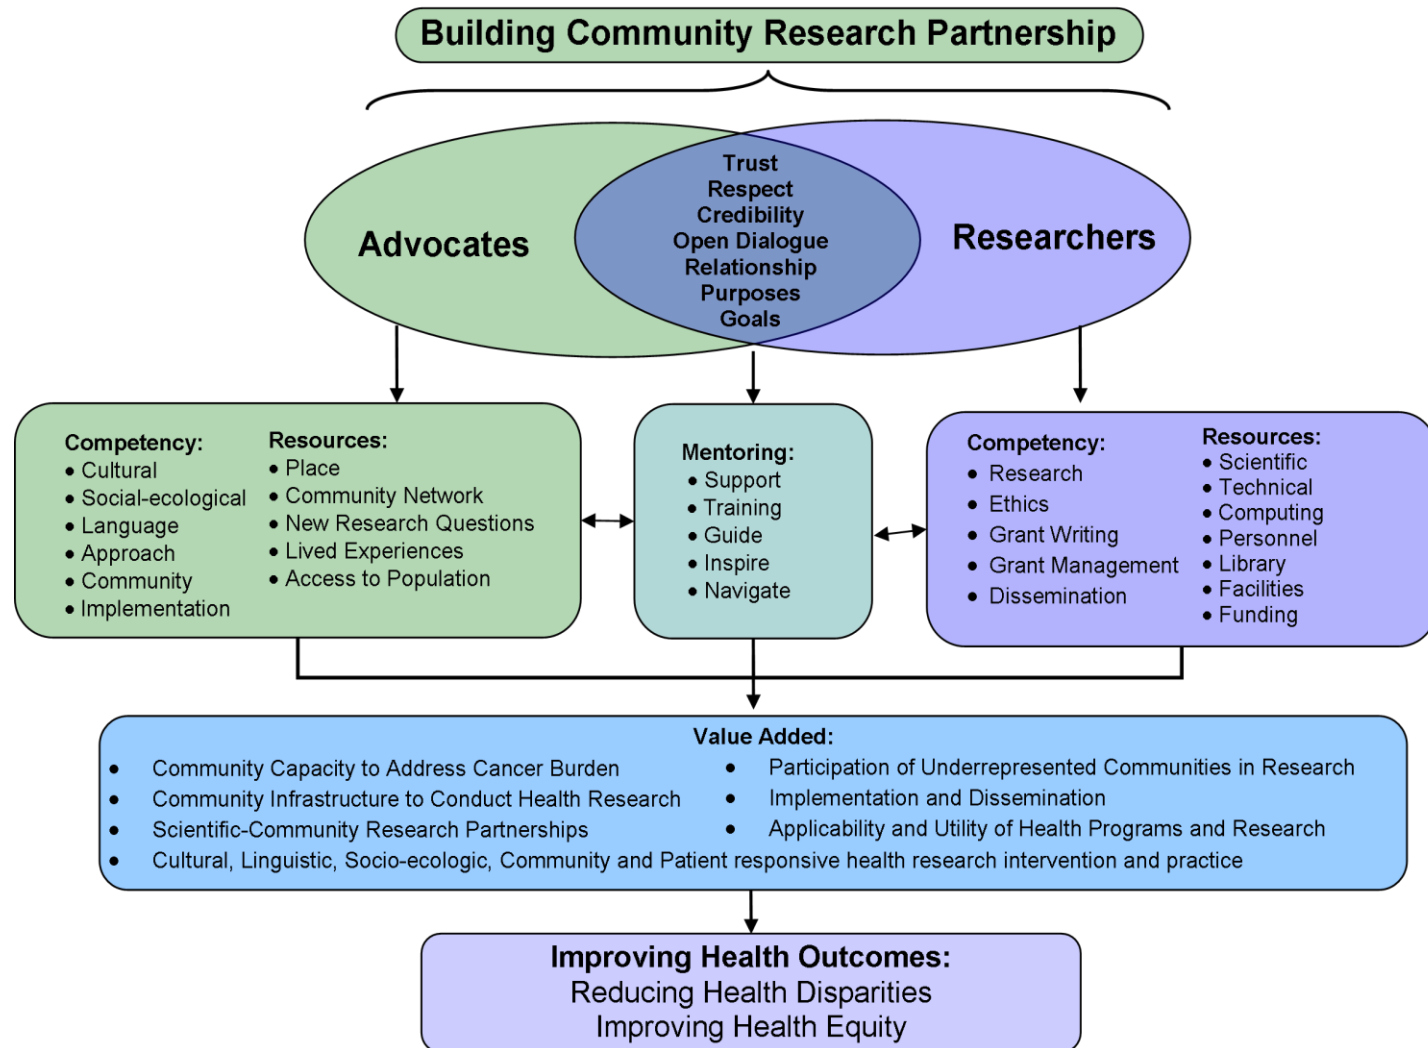 Building Community Research Partnership
Advocates
Trust
Respect
Credibility
Open Dialogue
Relationship
Purposes
Goals
Researchers
Competency:
• Cultural
• Social-ecological
• Language
• Approach
• Community
• Implementation
Resources:
• Place
• Community Network
• New Research Questions
• Lived Experiences
• Access to Population
Mentoring:
• Support
• Training
• Guide
• Inspire
• Navigate
Competency:
• Research
• Ethics
• Grant Writing
• Grant Management
• Dissemination
Resources:
• Scientific
• Technical
• Computing
• Personnel
• Library
• Facilities
• Funding
Value Added:
• Community Capacity to Address Cancer Burden
• Community Infrastructure to Conduct Health Research
• Scientific-Community Research Partnerships
• Participation of Underrepresented Communities in Research
• Implementation and Dissemination
• Applicability and Utility of Health Programs and Research
• Cultural, Linguistic, Socio-ecologic, Community and Patient responsive health research intervention and practice
Improving Health Outcomes:
Reducing Health Disparities
Improving Health Equity